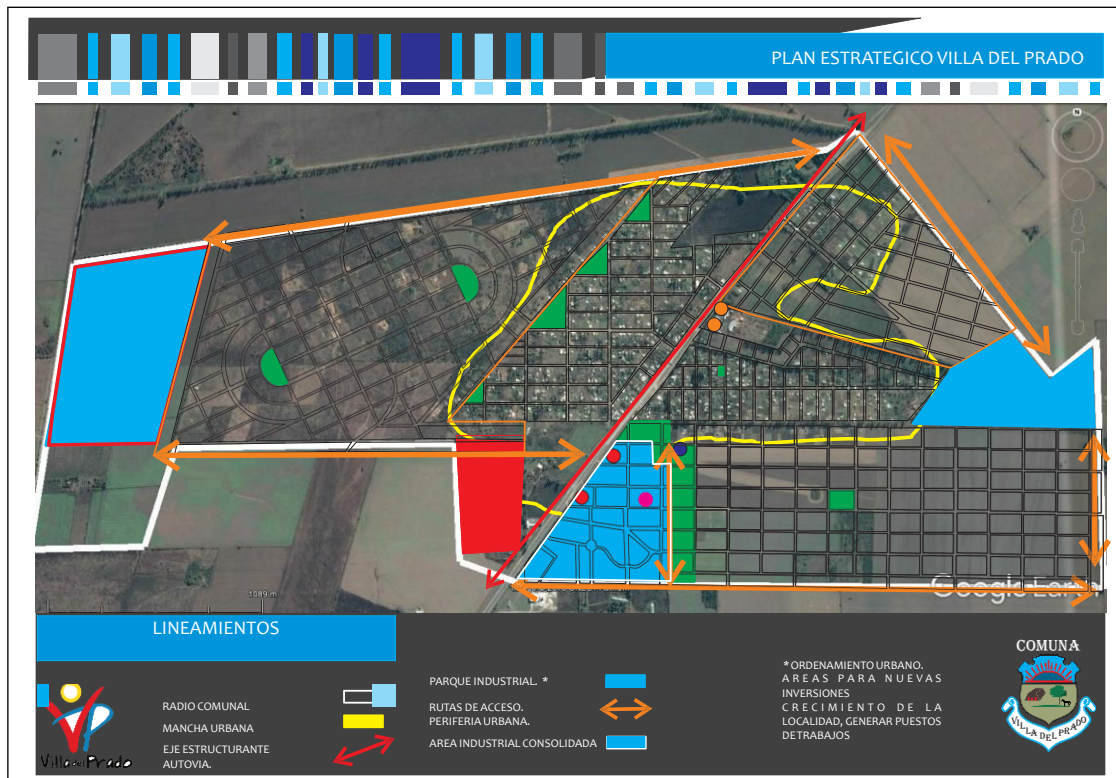 PLAN ESTRATEGICO VILLA DEL PRADO
N
1089 m
Google Earth
LINEAMIENTOS
RADIO COMUNAL
MANCHA URBANA
EJE ESTRUCTURANTE
AUTOVIA.
Villa del Prado
PARQUE INDUSTRIAL. *
RUTAS DE ACCESO.
PERIFERIA URBANA.
AREA INDUSTRIAL CONSOLIDADA
* ORDENAMIENTO URBANO.
AREAS PARA NUEVAS
INVERSIONES
CRECIMIENTO DE LA
LOCALIDAD, GENERAR PUESTOS
DETRABAJOS
COMUNA
VILLA DEL PRADO